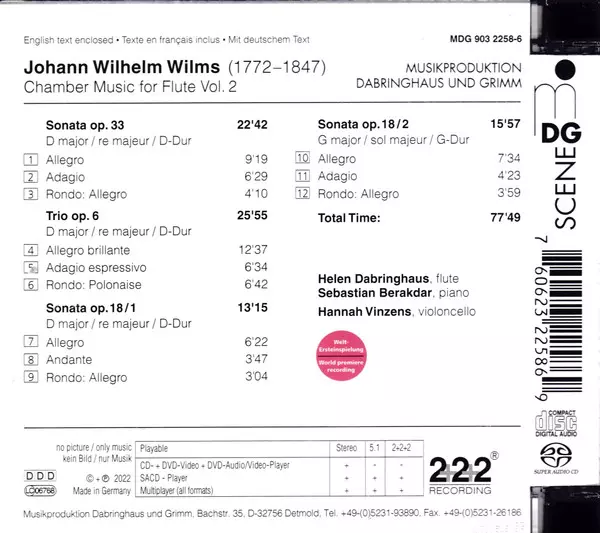 English text enclosed • Texte en français inclus • Mit deutschem Text
MDG 903 2258-6
Johann Wilhelm Wilms (1772–1847)
Chamber Music for Flute Vol. 2
MUSIKPRODUKTION
DABRINGHAUS UND GRIMM
Sonata op. 33 22'42
D major / re majeur / D-Dur
1 Allegro 9'19
2 Adagio 6'29
3 Rondo: Allegro 4'10
Trio op. 6 25'55
D major / re majeur / D-Dur
4 Allegro brillante 12'37
5 Adagio espressivo 6'34
6 Rondo: Polonaise 6'42
Sonata op. 18/1 13'15
D major / re majeur / D-Dur
7 Allegro 6'22
8 Andante 3'47
9 Rondo: Allegro 3'04
Sonata op. 18/2 15'57
G major / sol majeur / G-Dur
10 Allegro 7'34
11 Adagio 4'23
12 Rondo: Allegro 3'59
Total Time: 77'49
Helen Dabringhaus, flute
Sebastian Berakdar, piano
Hannah Vinzens, violoncello
Welt-
Ersteinspielung
World premiere
recording
DG
SCENE
7 60623 22586 9
COMPACT
disc
DIGITAL AUDIO
SUPER AUDIO CD
no picture / only music
kein Bild / nur Musik
DDD
LC06768
© + ℗ 2022
Made in Germany
Playable Stereo 5.1 2+2+2
CD- + DVD-Video + DVD-Audio/Video-Player + - -
SACD - Player + + +
Multiplayer (all formats) + + +
2+2+2®
RECORDING
Musikproduktion Dabringhaus und Grimm, Bachstr. 35, D-32756 Detmold, Tel. +49-(0)5231-93890, Fax: +49-(0)5231-26186